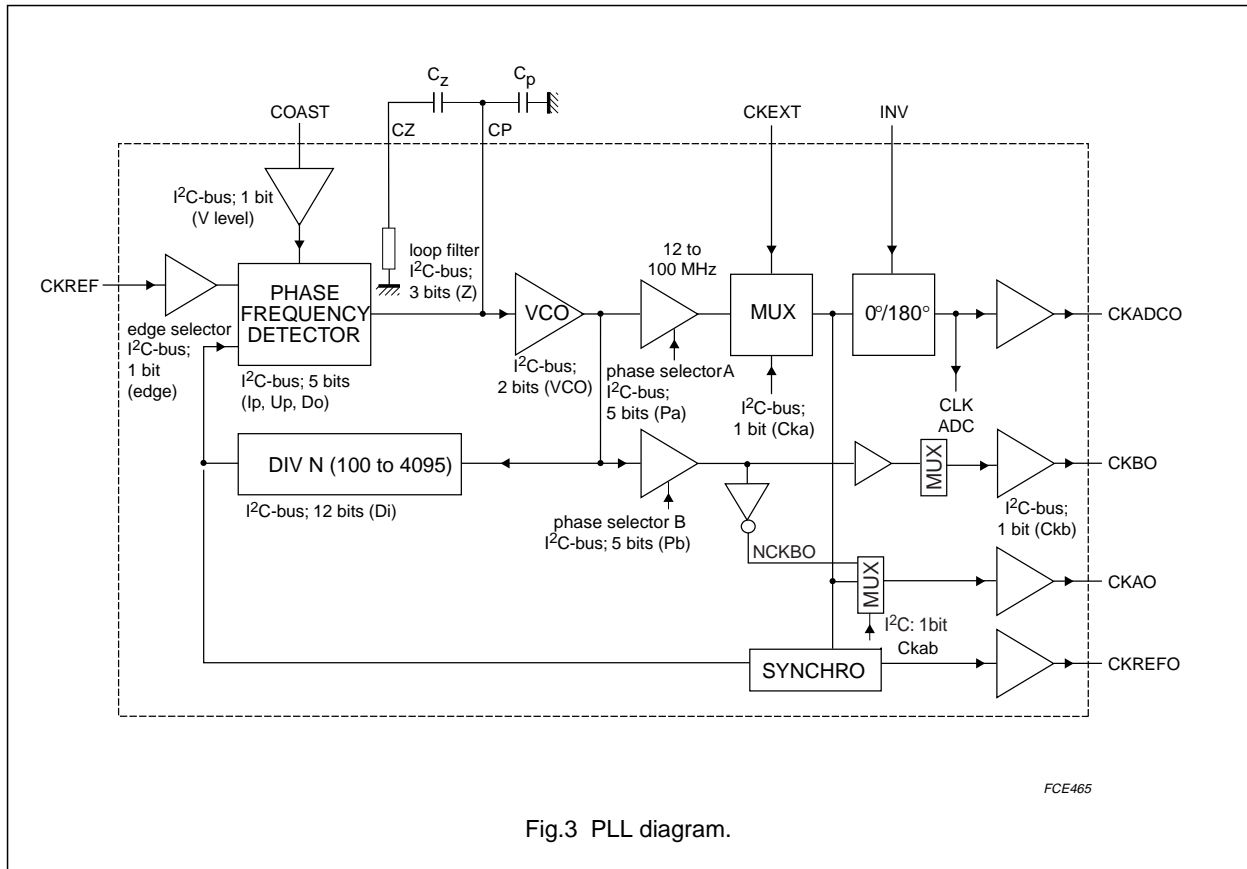 Cz
Cp
COAST
CZ
CP
CKEXT
INV
I²C-bus; 1 bit
(V level)
loop filter
I²C-bus;
3 bits (Z)
12 to
100 MHz
CKREF
PHASE
FREQUENCY
DETECTOR
VCO
MUX
0°/180°
CKADCO
edge selector
I²C-bus;
1 bit
(edge)
I²C-bus; 5 bits
(Ip, Up, Do)
I²C-bus;
2 bits (VCO)
phase selector A
I²C-bus;
5 bits (Pa)
I²C-bus;
1 bit (Cka)
CLK
ADC
DIV N (100 to 4095)
MUX
CKBO
I²C-bus; 12 bits (Di)
phase selector B
I²C-bus; 5 bits (Pb)
I²C-bus;
1 bit (Ckb)
NCKBO
MUX
CKAO
I²C: 1bit
Ckab
SYNCHRO
CKREFO
FCE465
Fig.3 PLL diagram.